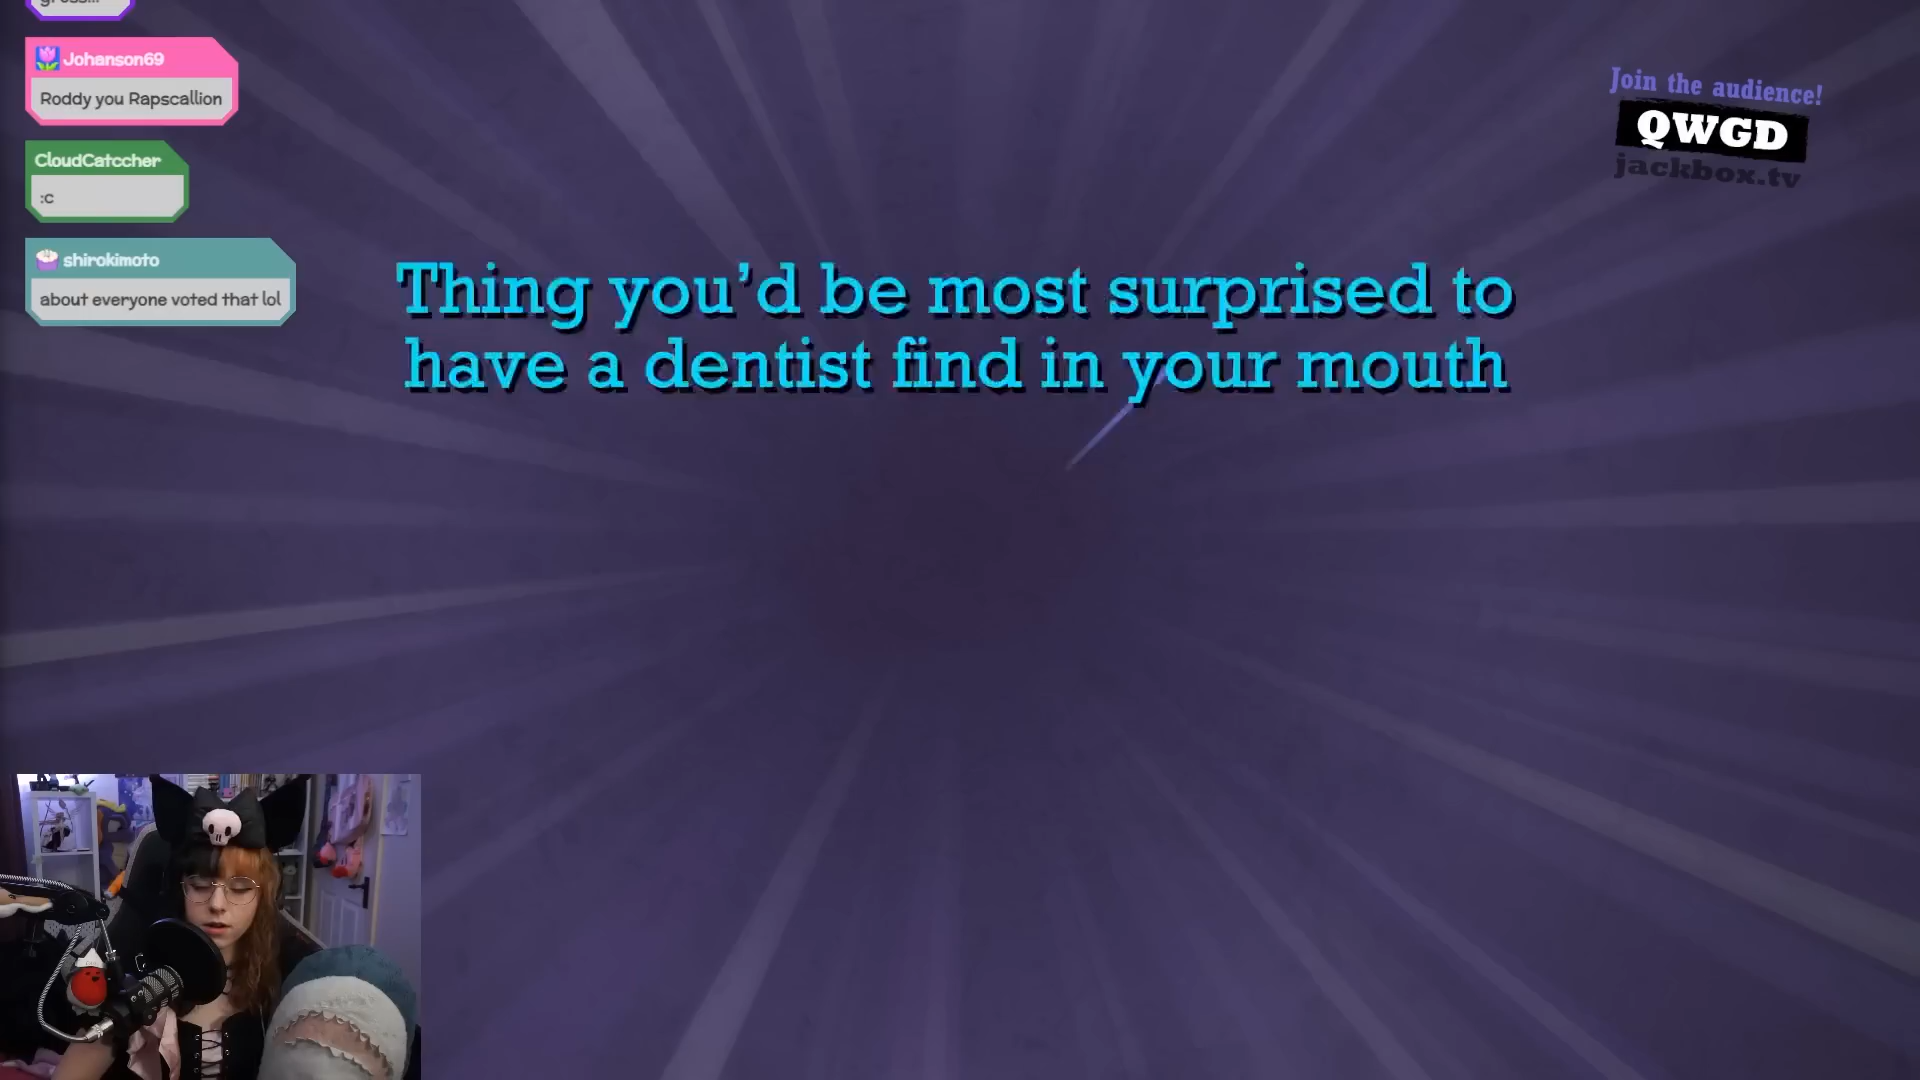 gross...
Johanson69
Roddy you Rapscallion
CloudCatccher
:c
shirokimoto
about everyone voted that lol
Join the audience!
QWGD
jackbox.tv
Thing you'd be most surprised to
have a dentist find in your mouth